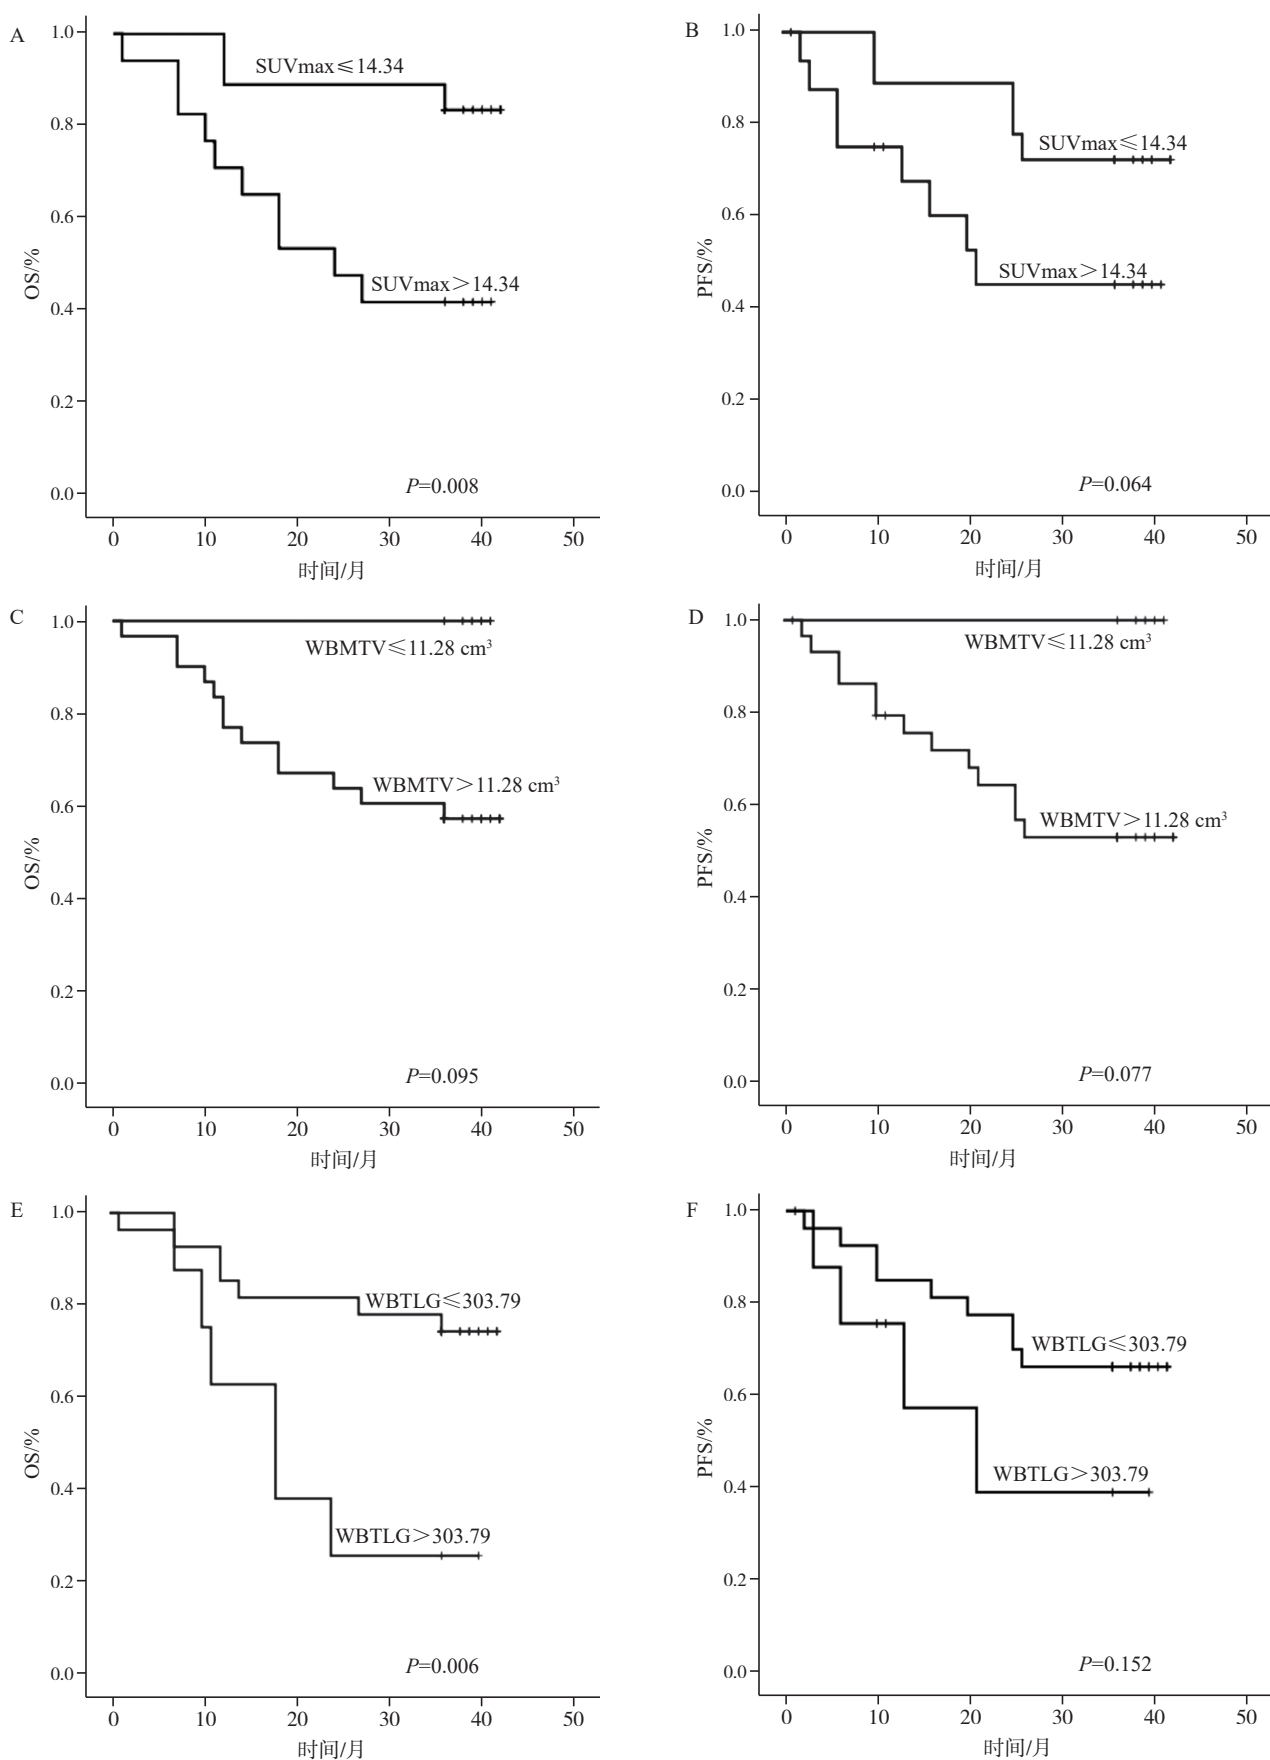 A
1.0
0.8
0.6
0.4
0.2
0.0
OS/%
SUVmax≤14.34
SUVmax>14.34
P=0.008
0 10 20 30 40 50
时间/月
B
1.0
0.8
0.6
0.4
0.2
0.0
PFS/%
SUVmax≤14.34
SUVmax>14.34
P=0.064
0 10 20 30 40 50
时间/月
C
1.0
0.8
0.6
0.4
0.2
0.0
OS/%
WBMTV≤11.28 cm³
WBMTV>11.28 cm³
P=0.095
0 10 20 30 40 50
时间/月
D
1.0
0.8
0.6
0.4
0.2
0.0
PFS/%
WBMTV≤11.28 cm³
WBMTV>11.28 cm³
P=0.077
0 10 20 30 40 50
时间/月
E
1.0
0.8
0.6
0.4
0.2
0.0
OS/%
WBTLG≤303.79
WBTLG>303.79
P=0.006
0 10 20 30 40 50
时间/月
F
1.0
0.8
0.6
0.4
0.2
0.0
PFS/%
WBTLG≤303.79
WBTLG>303.79
P=0.152
0 10 20 30 40 50
时间/月